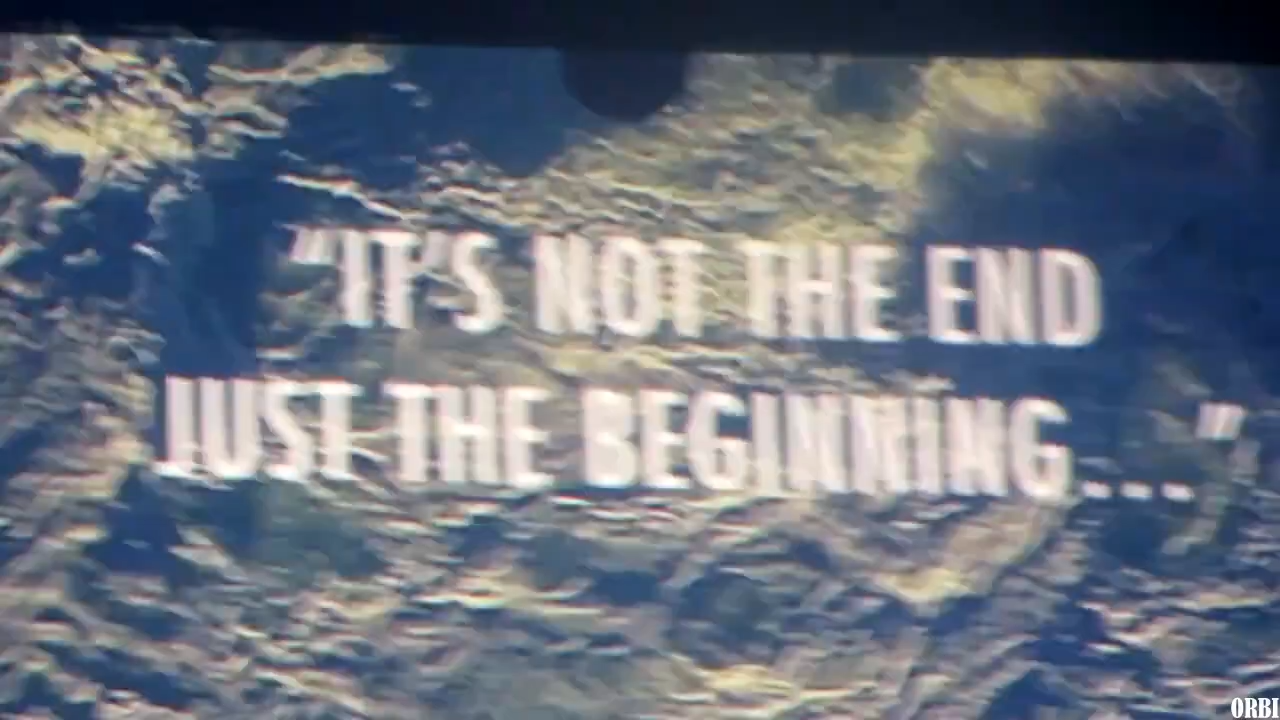 "IT'S NOT THE END
JUST THE BEGINNING..."
ORBI